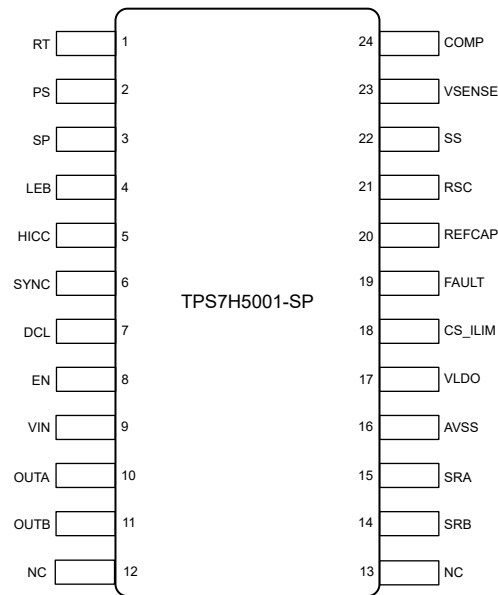 RT 1 24 COMP
PS 2 23 VSENSE
SP 3 22 SS
LEB 4 21 RSC
HICC 5 20 REFCAP
SYNC 6 19 FAULT
TPS7H5001-SP
DCL 7 18 CS_ILIM
EN 8 17 VLDO
VIN 9 16 AVSS
OUTA 10 15 SRA
OUTB 11 14 SRB
NC 12 13 NC